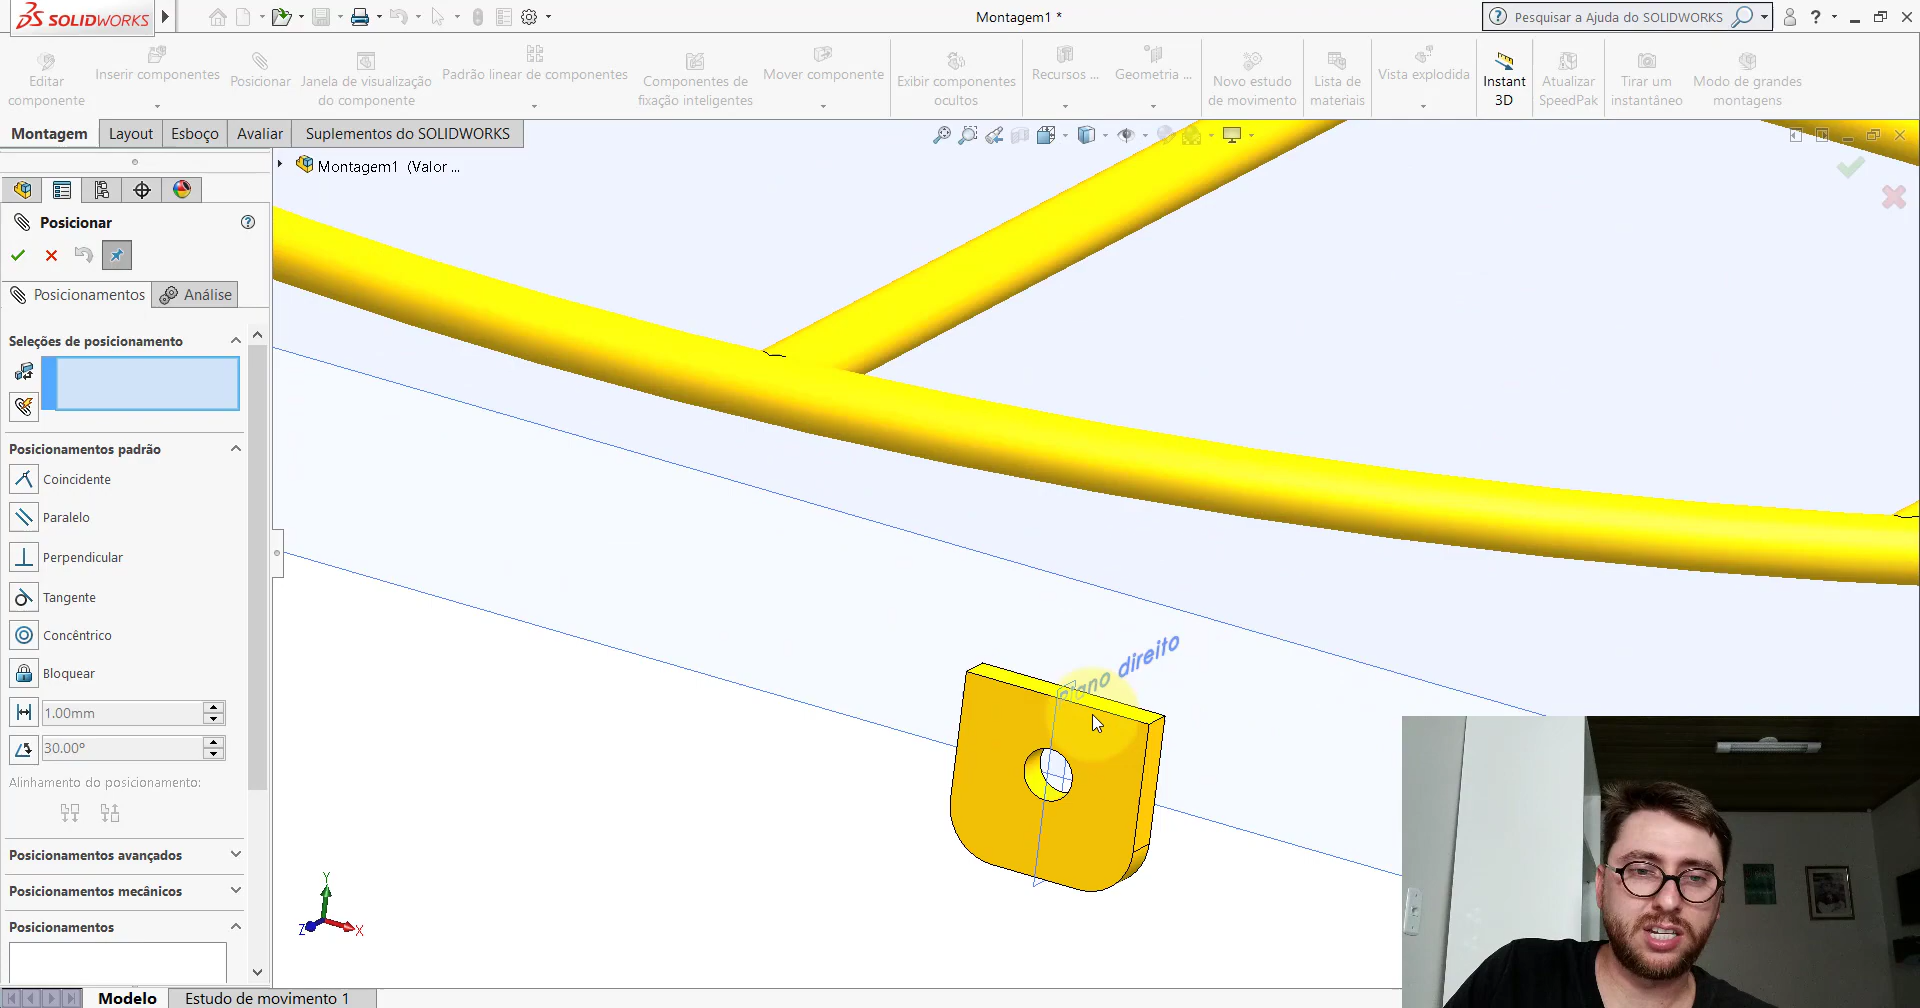 SOLIDWORKS
Montagem1 *
Pesquisar a Ajuda do SOLIDWORKS
?
Editar componente
Inserir componentes
Posicionar
Janela de visualização do componente
Padrão linear de componentes
Componentes de fixação inteligentes
Mover componente
Exibir componentes ocultos
Recursos ...
Geometria ...
Novo estudo de movimento
Lista de materiais
Vista explodida
Instant 3D
Atualizar SpeedPak
Tirar um instantâneo
Modo de grandes montagens
Montagem
Layout
Esboço
Avaliar
Suplementos do SOLIDWORKS
Montagem1 (Valor ...
Posicionar
?
Posicionamentos
Análise
Seleções de posicionamento
Posicionamentos padrão
Coincidente
Paralelo
Perpendicular
Tangente
Concêntrico
Bloquear
1.00mm
30.00°
Alinhamento do posicionamento:
Posicionamentos avançados
Posicionamentos mecânicos
Posicionamentos
Plano direito
Y
Z
X
Modelo
Estudo de movimento 1